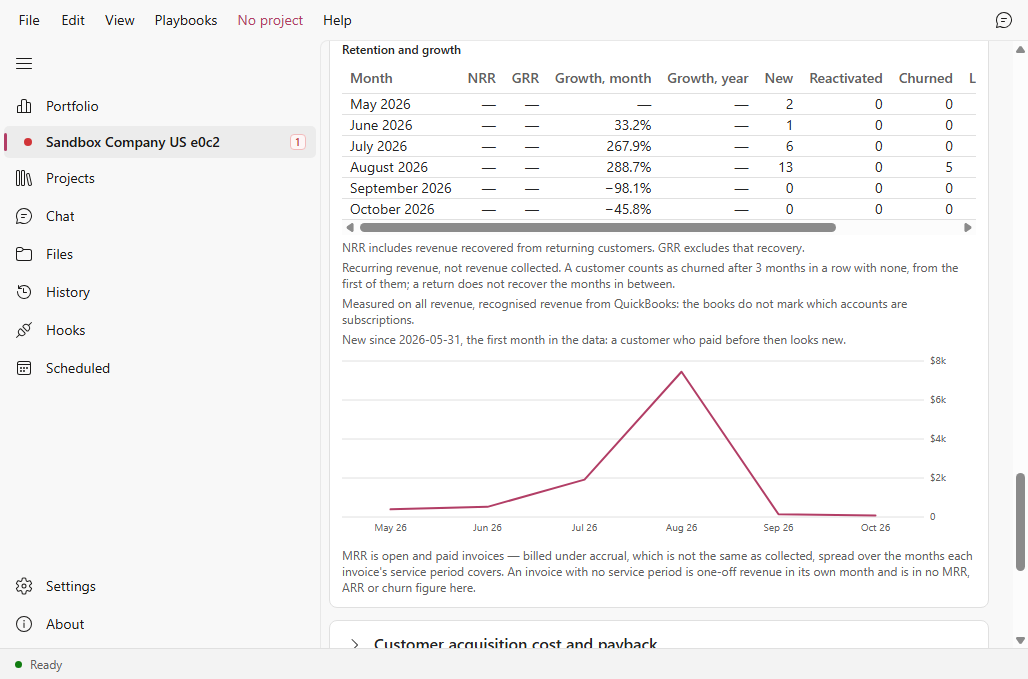 File Edit View Playbooks No project Help
Portfolio
Sandbox Company US e0c2 1
Projects
Chat
Files
History
Hooks
Scheduled
Settings
About
Retention and growth
Month NRR GRR Growth, month Growth, year New Reactivated Churned L
May 2026 — — — — 2 0 0
June 2026 — — 33.2% — 1 0 0
July 2026 — — 267.9% — 6 0 0
August 2026 — — 288.7% — 13 0 5
September 2026 — — −98.1% — 0 0 0
October 2026 — — −45.8% — 0 0 0
NRR includes revenue recovered from returning customers. GRR excludes that recovery.
Recurring revenue, not revenue collected. A customer counts as churned after 3 months in a row with none, from the
first of them; a return does not recover the months in between.
Measured on all revenue, recognised revenue from QuickBooks: the books do not mark which accounts are
subscriptions.
New since 2026-05-31, the first month in the data: a customer who paid before then looks new.
$8k
$6k
$4k
$2k
0
May 26 Jun 26 Jul 26 Aug 26 Sep 26 Oct 26
MRR is open and paid invoices — billed under accrual, which is not the same as collected, spread over the months each
invoice's service period covers. An invoice with no service period is one-off revenue in its own month and is in no MRR,
ARR or churn figure here.
Customer acquisition cost and payback
Ready